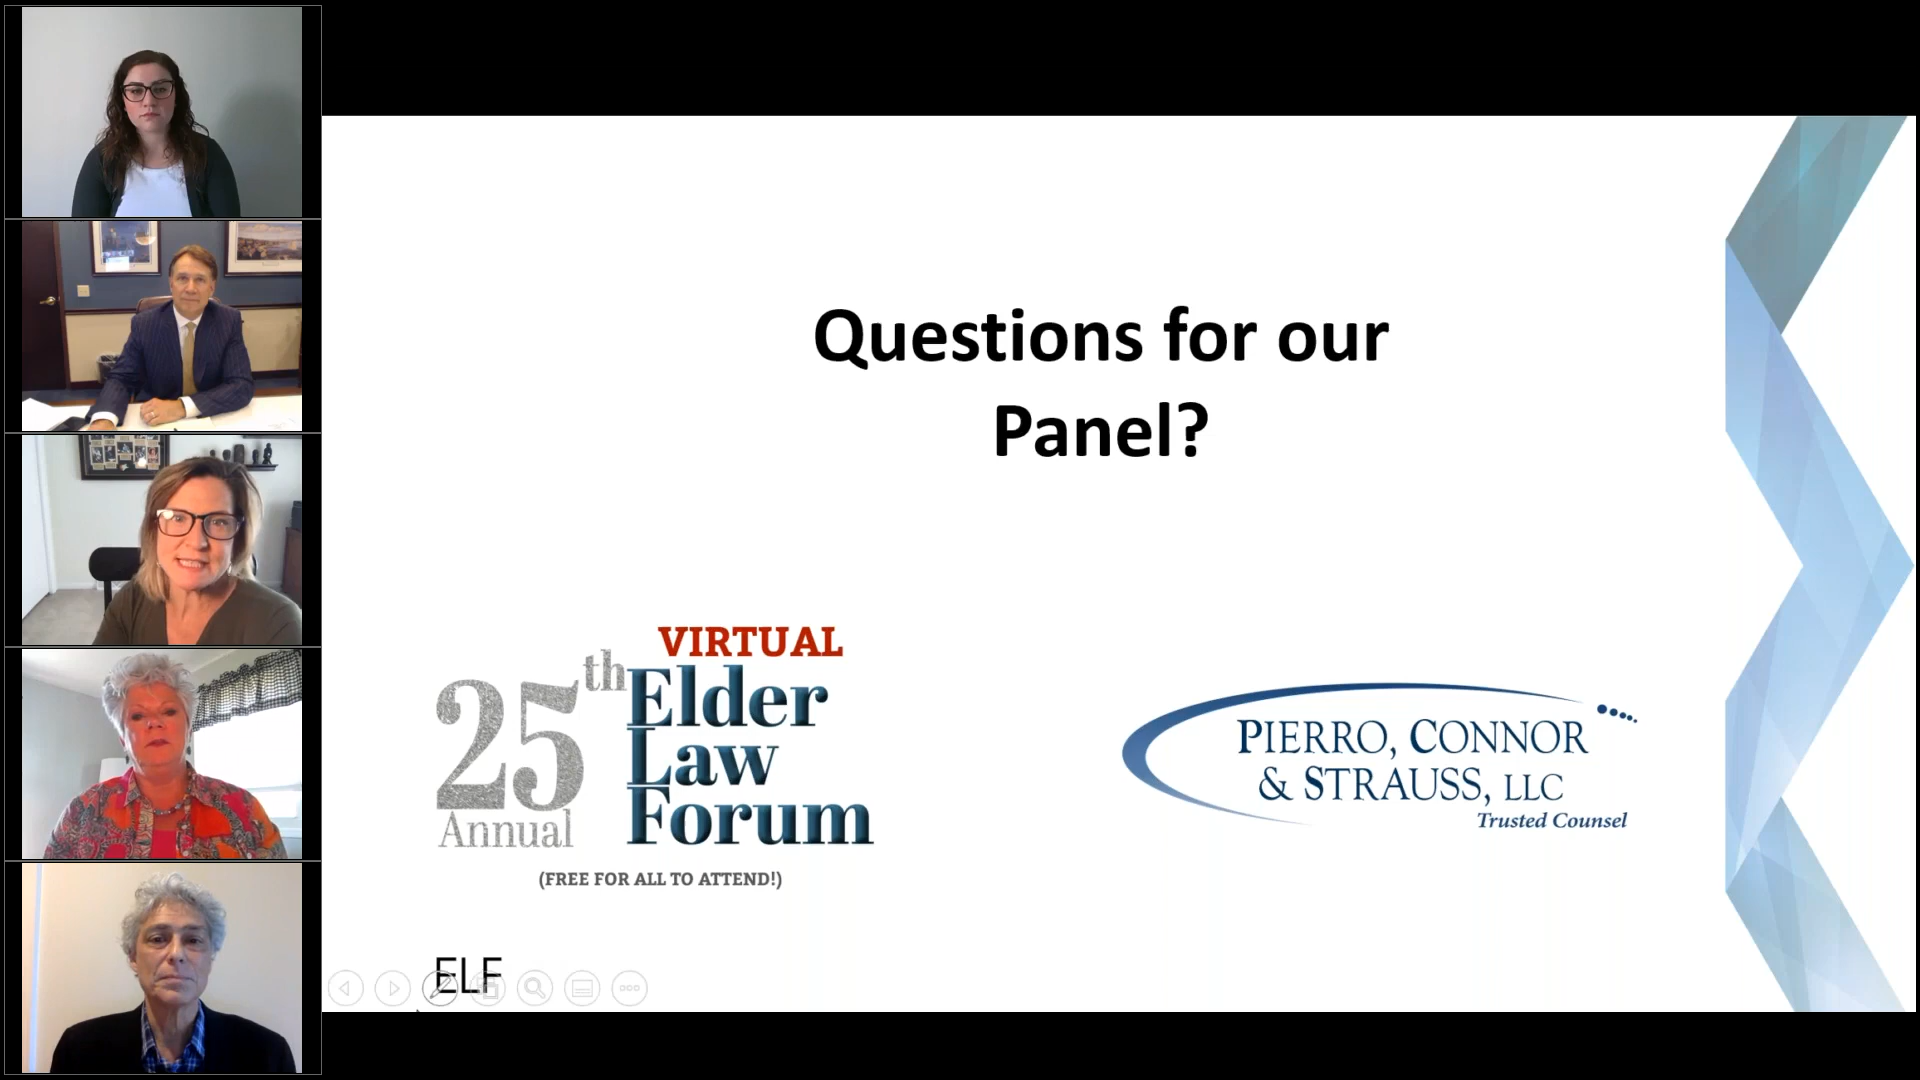 Questions for our
Panel?
VIRTUAL
25th Elder
Law
Forum
Annual
(FREE FOR ALL TO ATTEND!)
PIERRO, CONNOR
& STRAUSS, LLC
Trusted Counsel
ELF